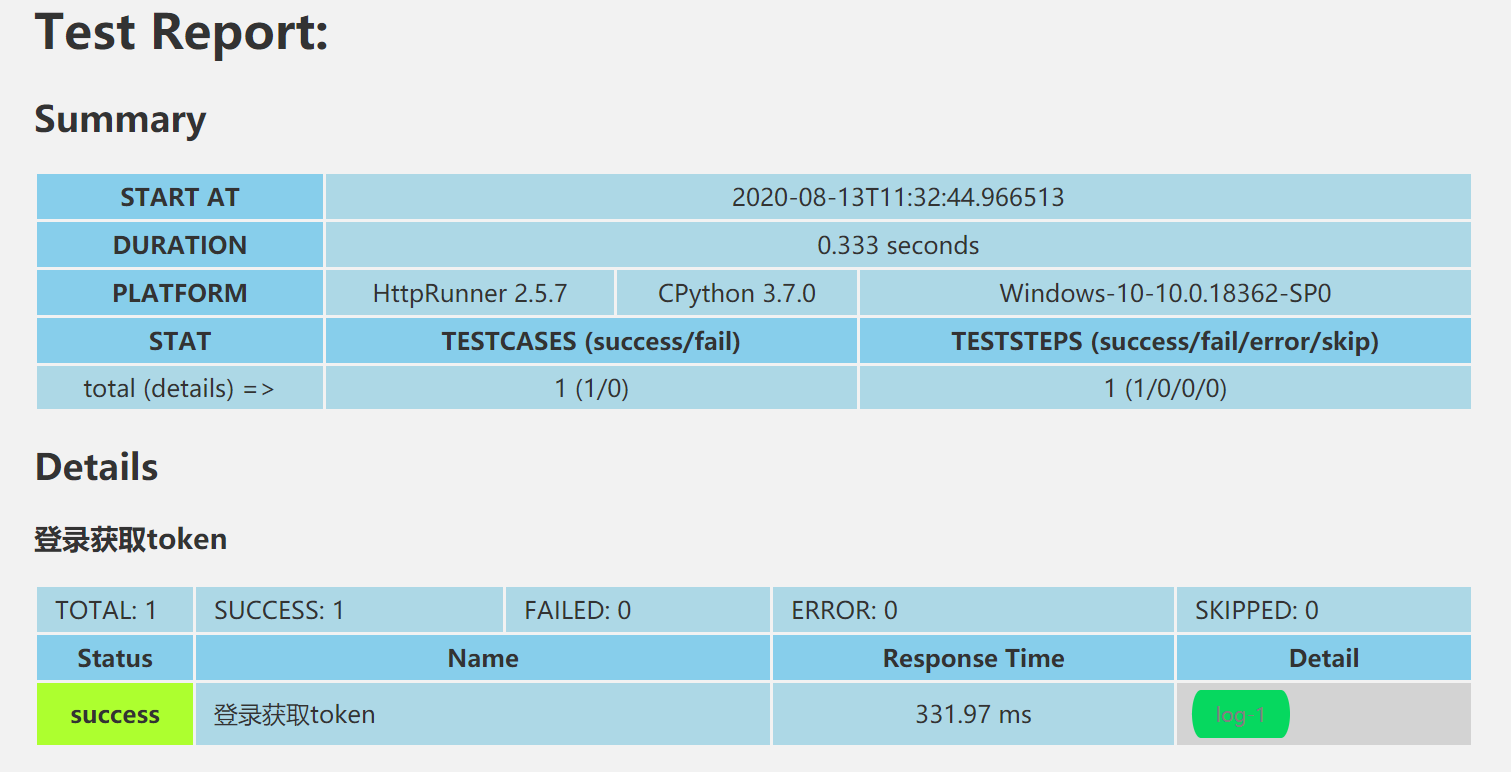 Test Report:
Summary
START AT 2020-08-13T11:32:44.966513
DURATION 0.333 seconds
PLATFORM HttpRunner 2.5.7 CPython 3.7.0 Windows-10-10.0.18362-SP0
STAT TESTCASES (success/fail) TESTSTEPS (success/fail/error/skip)
total (details) => 1 (1/0) 1 (1/0/0/0)
Details
登录获取token
TOTAL: 1 SUCCESS: 1 FAILED: 0 ERROR: 0 SKIPPED: 0
Status Name Response Time Detail
success 登录获取token 331.97 ms log-1